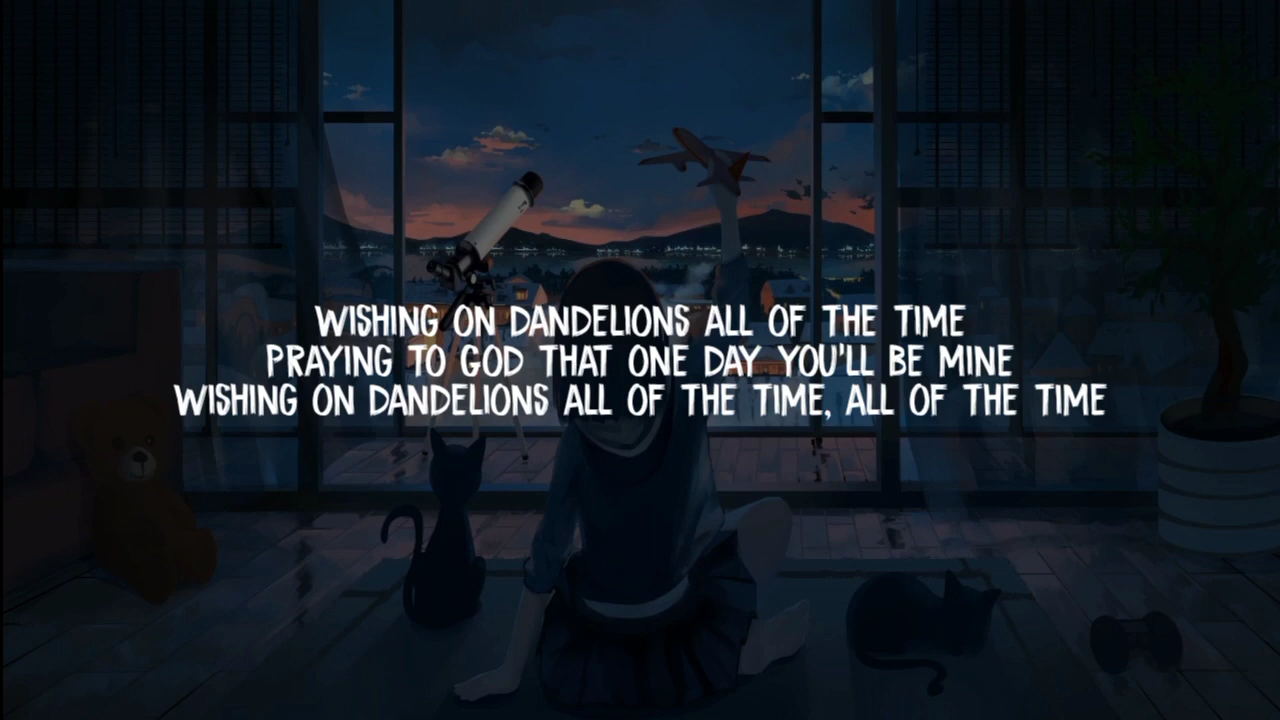 WISHING ON DANDELIONS ALL OF THE TIME
PRAYING TO GOD THAT ONE DAY YOU'LL BE MINE
WISHING ON DANDELIONS ALL OF THE TIME, ALL OF THE TIME